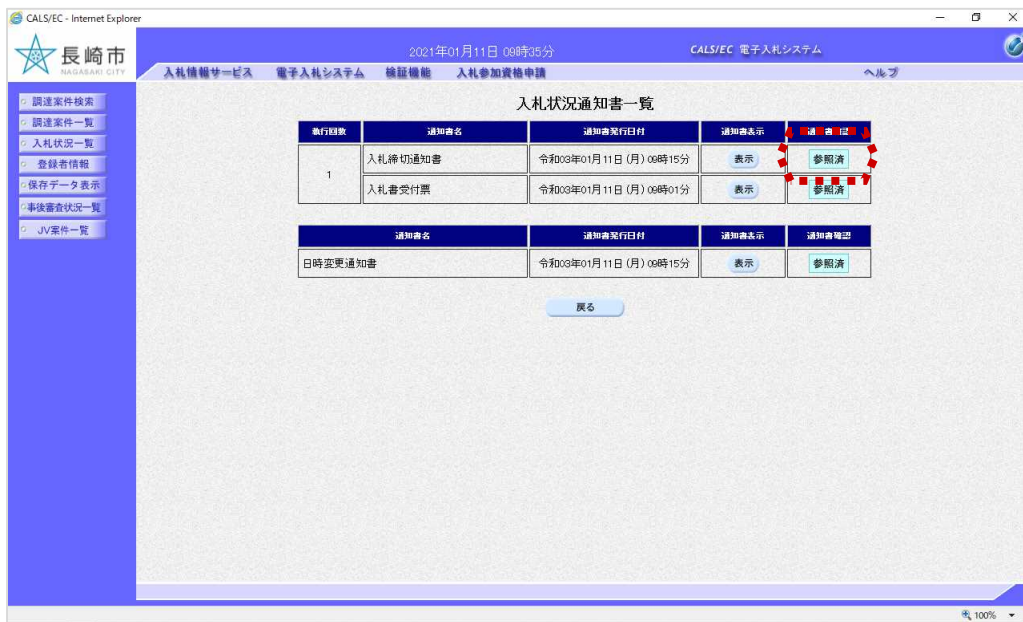 CALS/EC - Internet Explorer
長崎市
NAGASAKI CITY
2021年01月11日 09時35分
CALS/EC 電子入札システム
入札情報サービス 電子入札システム 検証機能 入札参加資格申請 ヘルプ
調達案件検索
調達案件一覧
入札状況一覧
登録者情報
保存データ表示
事後審査状況一覧
JV案件一覧
入札状況通知書一覧
執行回数 通知書名 通知書発行日付 通知書表示
1
入札締切通知書 令和03年01月11日(月)09時15分 表示 参照済
入札書受付票 令和03年01月11日(月)09時01分 表示 参照済
通知書名 通知書発行日付 通知書表示 通知書確認
日時変更通知書 令和03年01月11日(月)09時15分 表示 参照済
戻る
100%